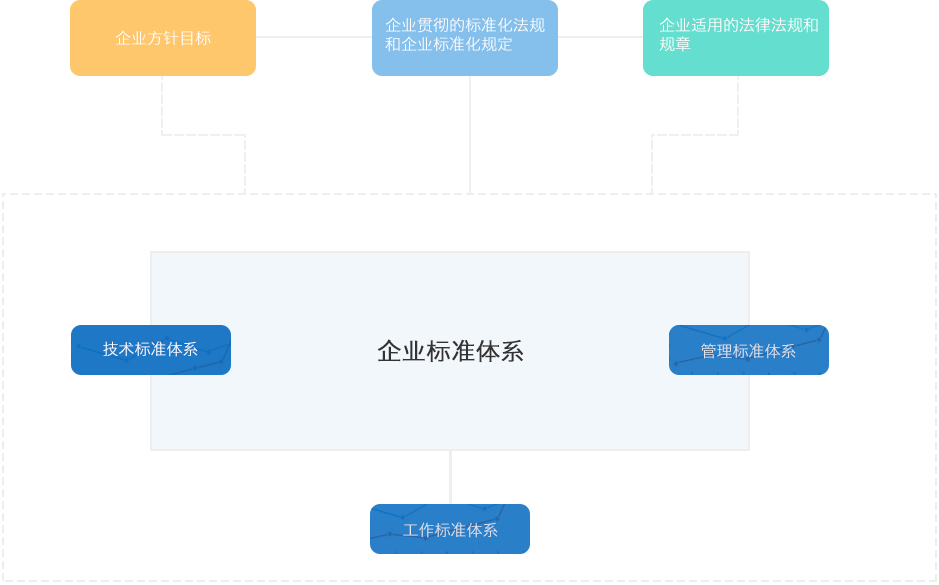 企业方针目标
企业贯彻的标准化法规
和企业标准化规定
企业适用的法律法规和
规章
技术标准体系
企业标准体系
管理标准体系
工作标准体系